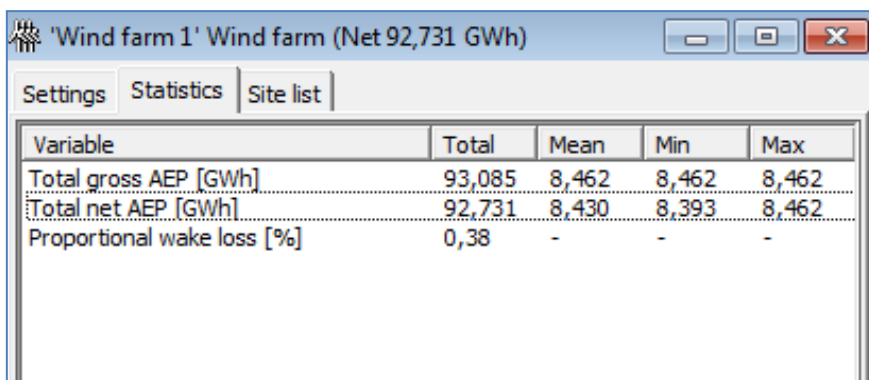 'Wind farm 1' Wind farm (Net 92,731 GWh)
Settings Statistics Site list
Variable Total Mean Min Max
Total gross AEP [GWh] 93,085 8,462 8,462 8,462
Total net AEP [GWh] 92,731 8,430 8,393 8,462
Proportional wake loss [%] 0,38 - - -